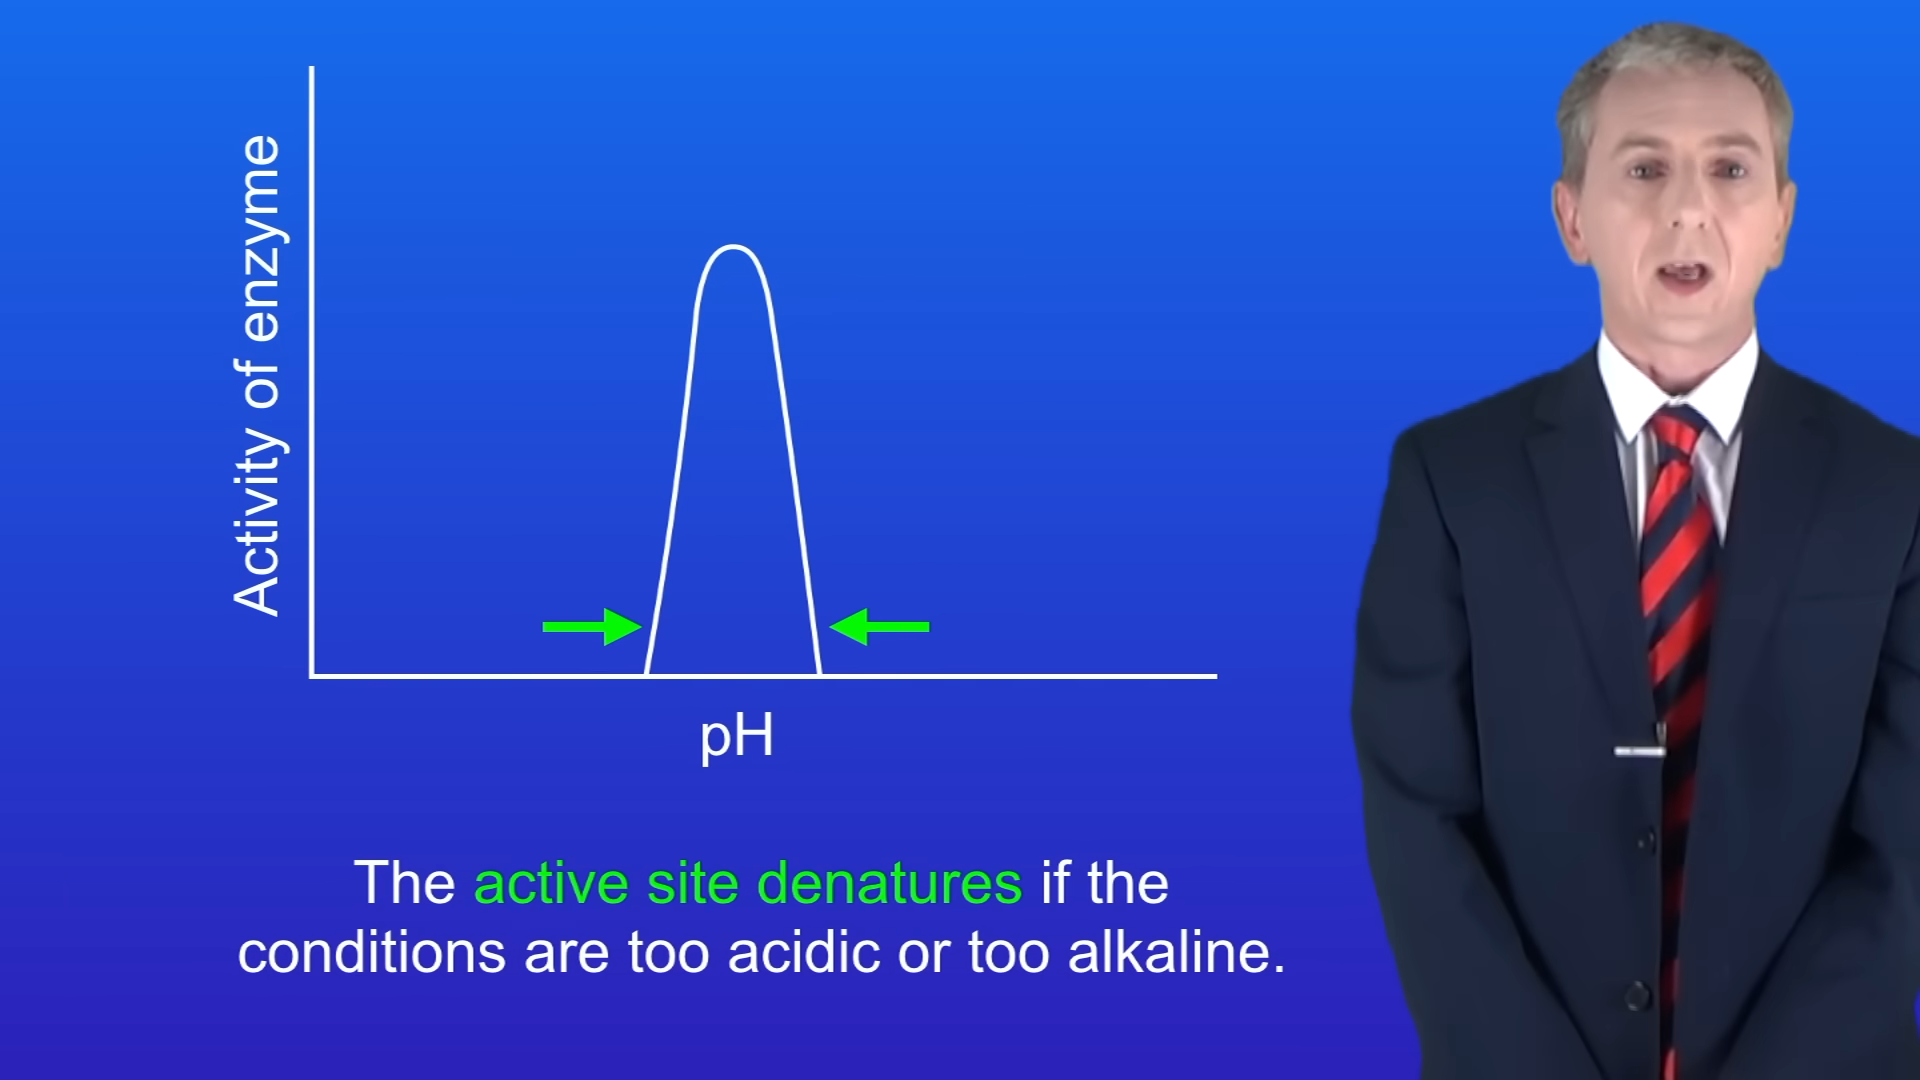 Activity of enzyme
pH
The active site denatures if the
conditions are too acidic or too alkaline.